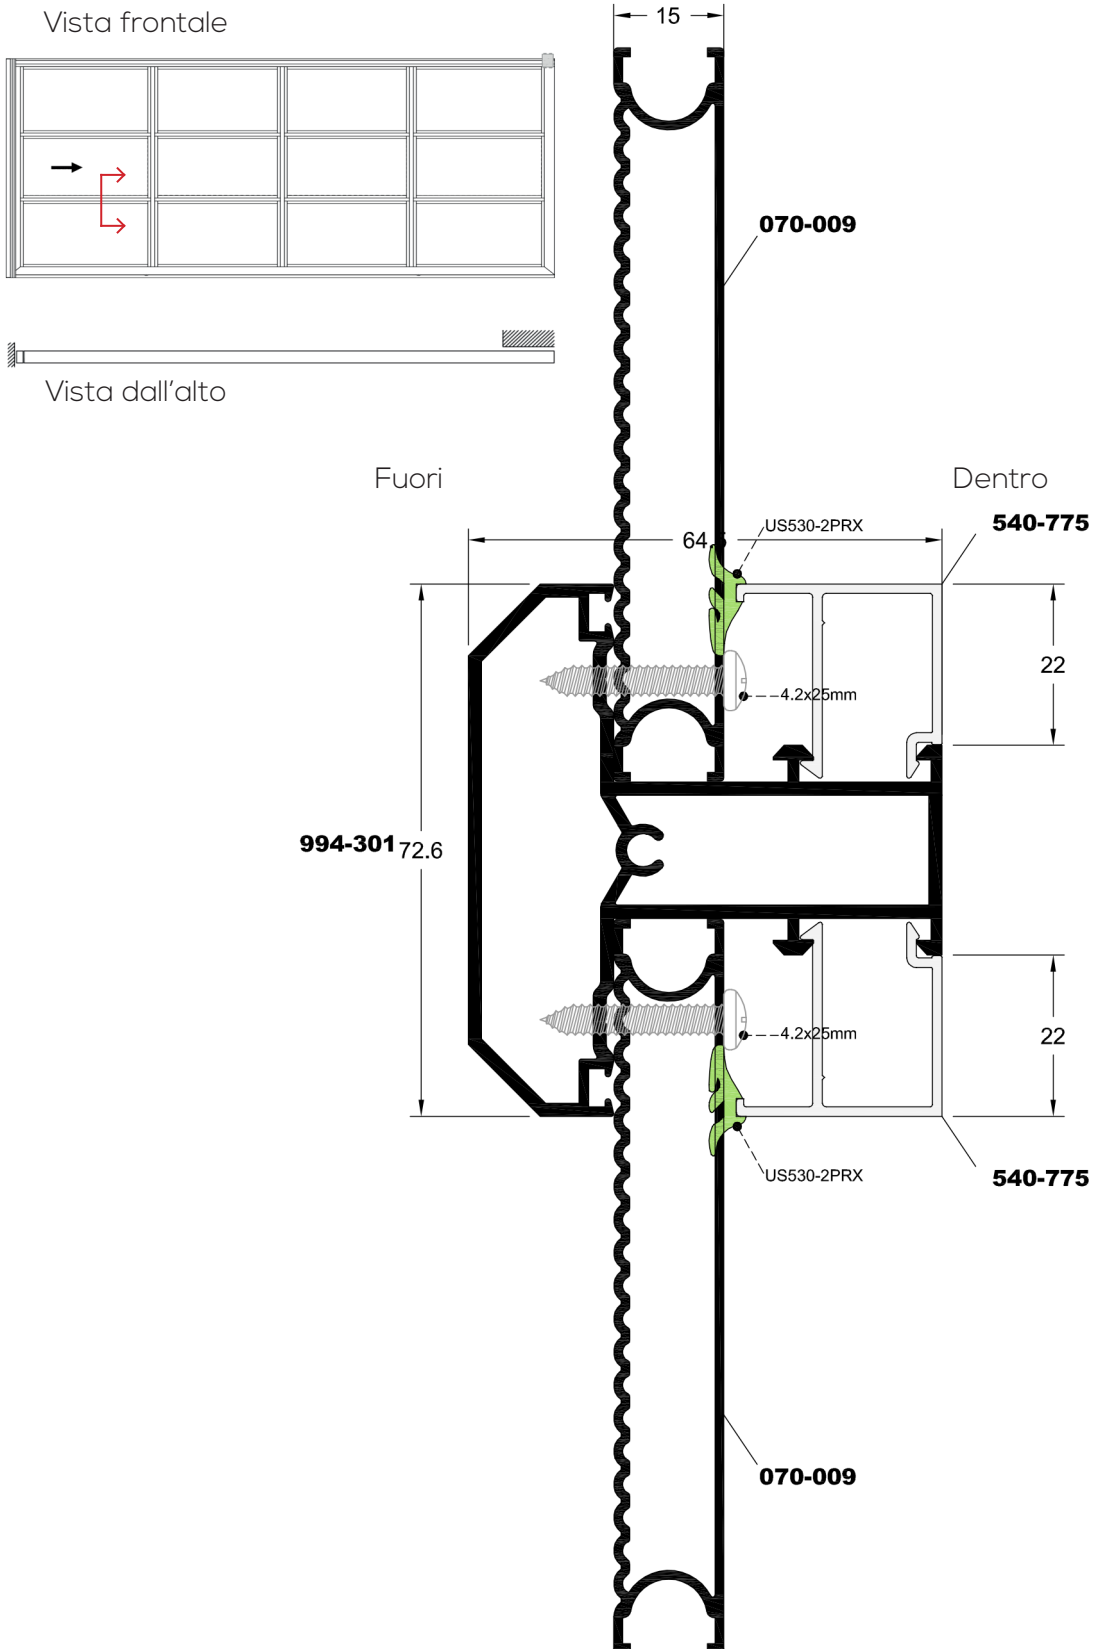 Vista frontale
15
070-009
Vista dall'alto
Fuori
Dentro
540-775
US530-2PRX
64.
22
4.2x25mm
994-301
72.6
4.2x25mm
22
US530-2PRX
540-775
070-009